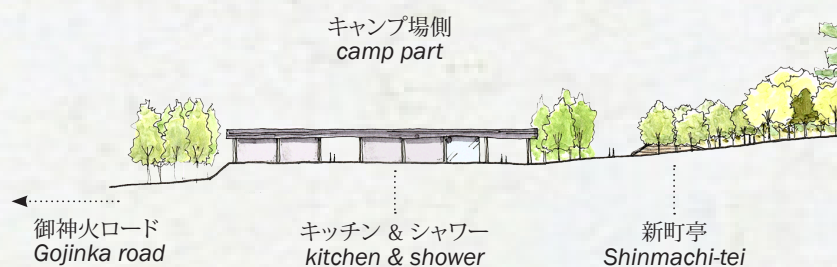 キャンプ場側
camp part
御神火ロード
Gojinka road
キッチン & シャワー
kitchen & shower
新町亭
Shinmachi-tei